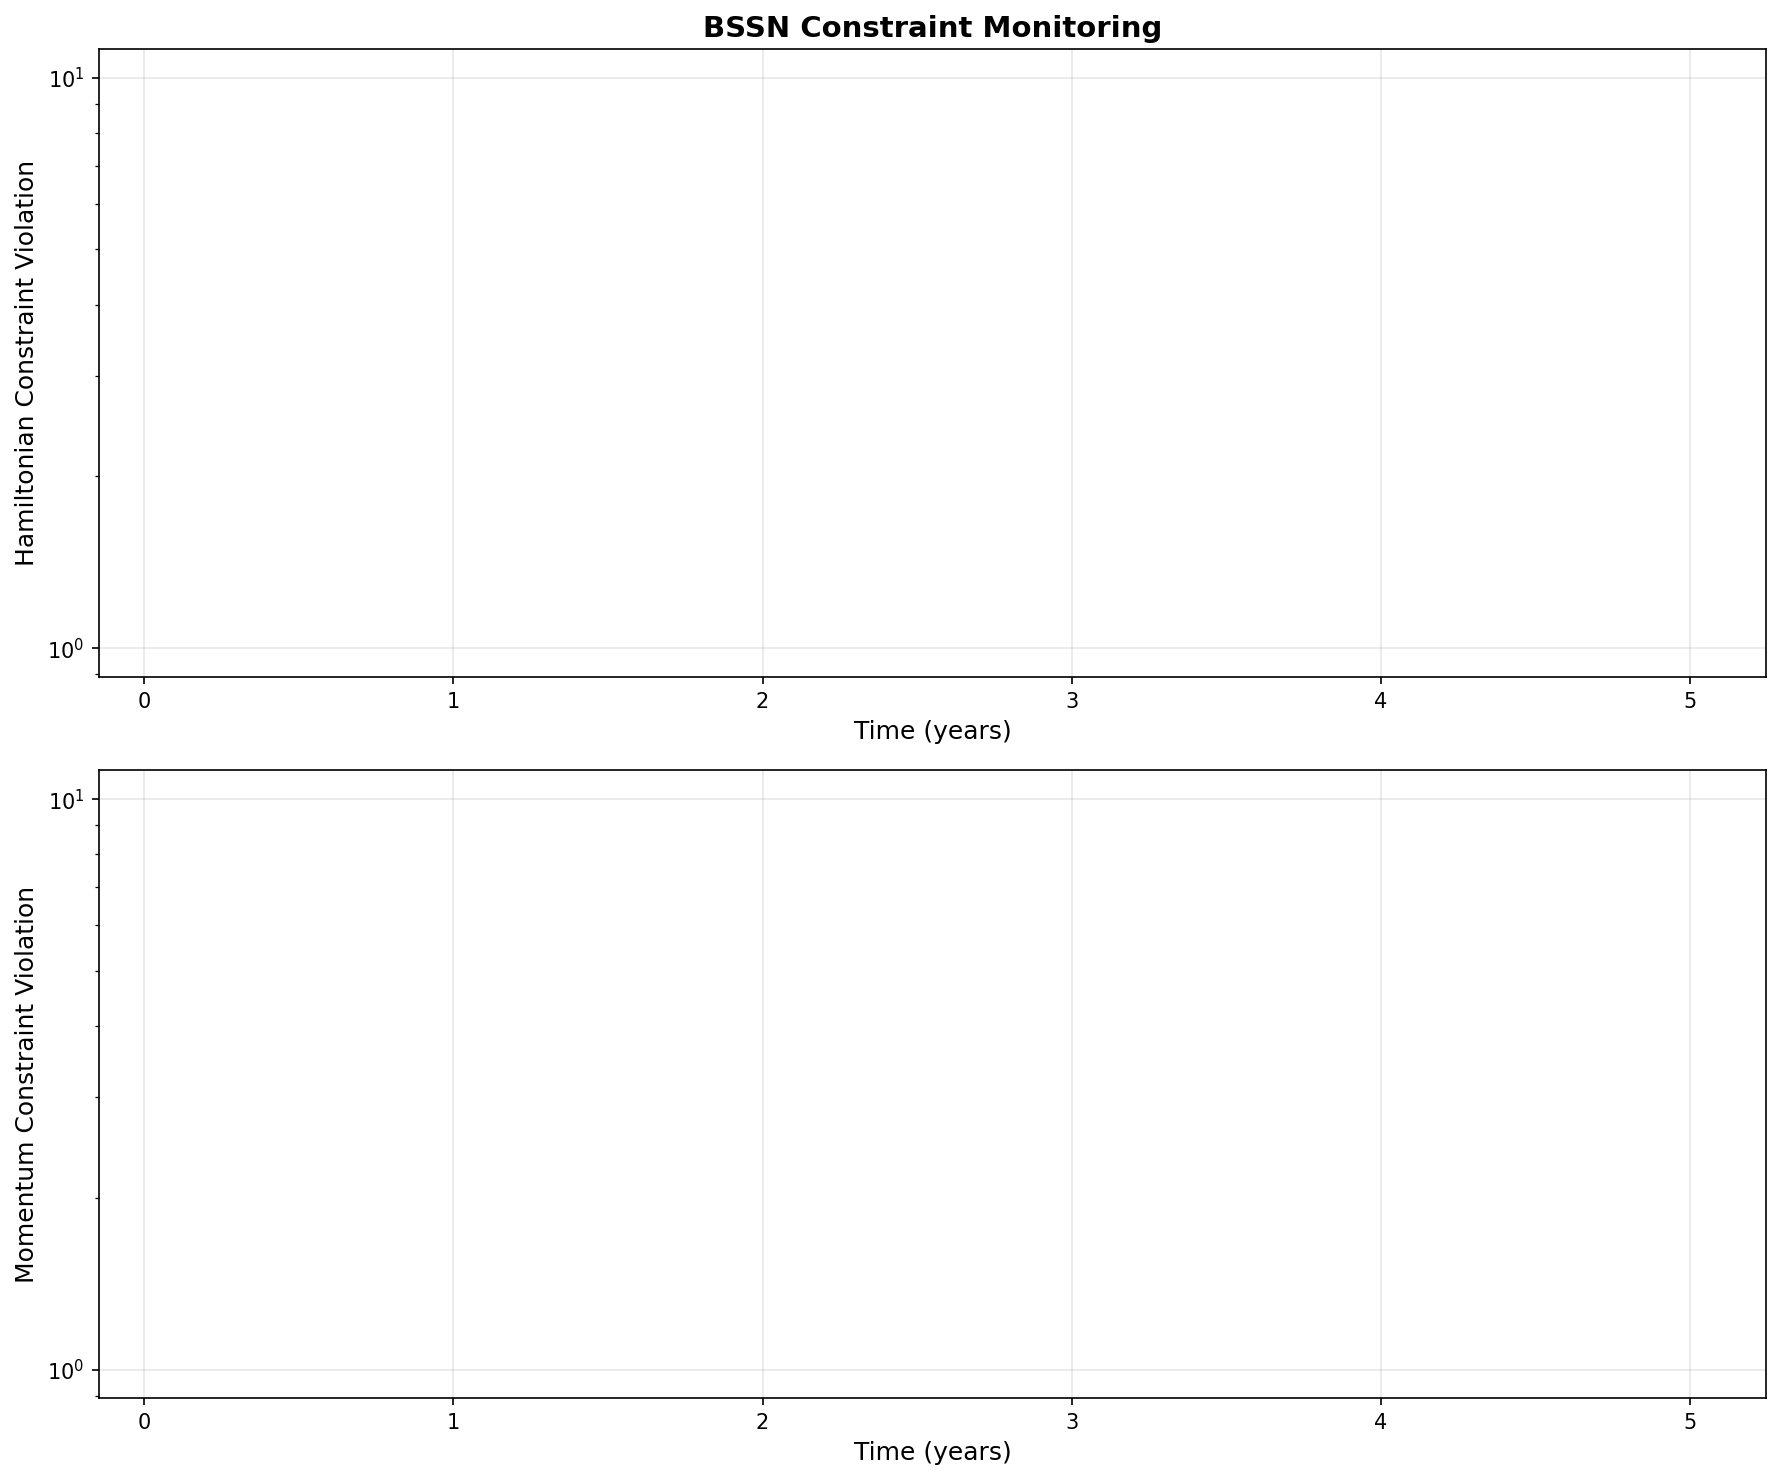 BSSN Constraint Monitoring
Hamiltonian Constraint Violation
10¹
10⁰
0 1 2 3 4 5
Time (years)
Momentum Constraint Violation
10¹
10⁰
0 1 2 3 4 5
Time (years)